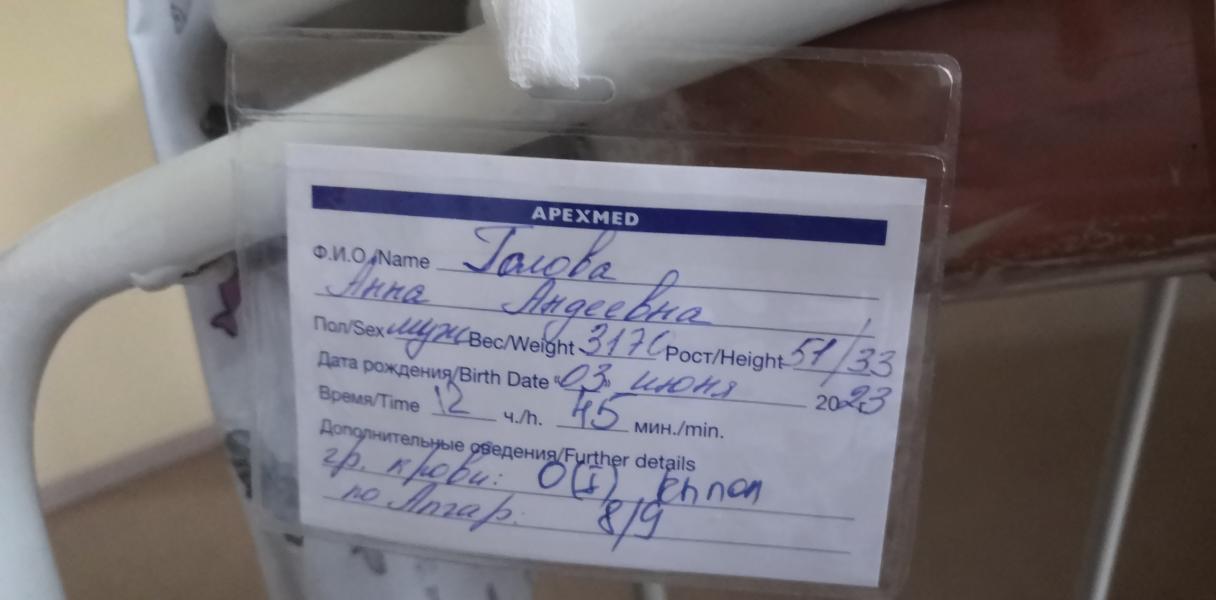 APEXMED
Ф.И.О./Name Голова
Анна Андеевна
Пол/Sex муж Вес/Weight 3170 Рост/Height 51/33
Дата рождения/Birth Date «03» июня 2023
Время/Time 12 ч./h. 45 мин./min.
Дополнительные сведения/Further details
гр. крови: O(I) Rh пол
по Апгар: 8/9